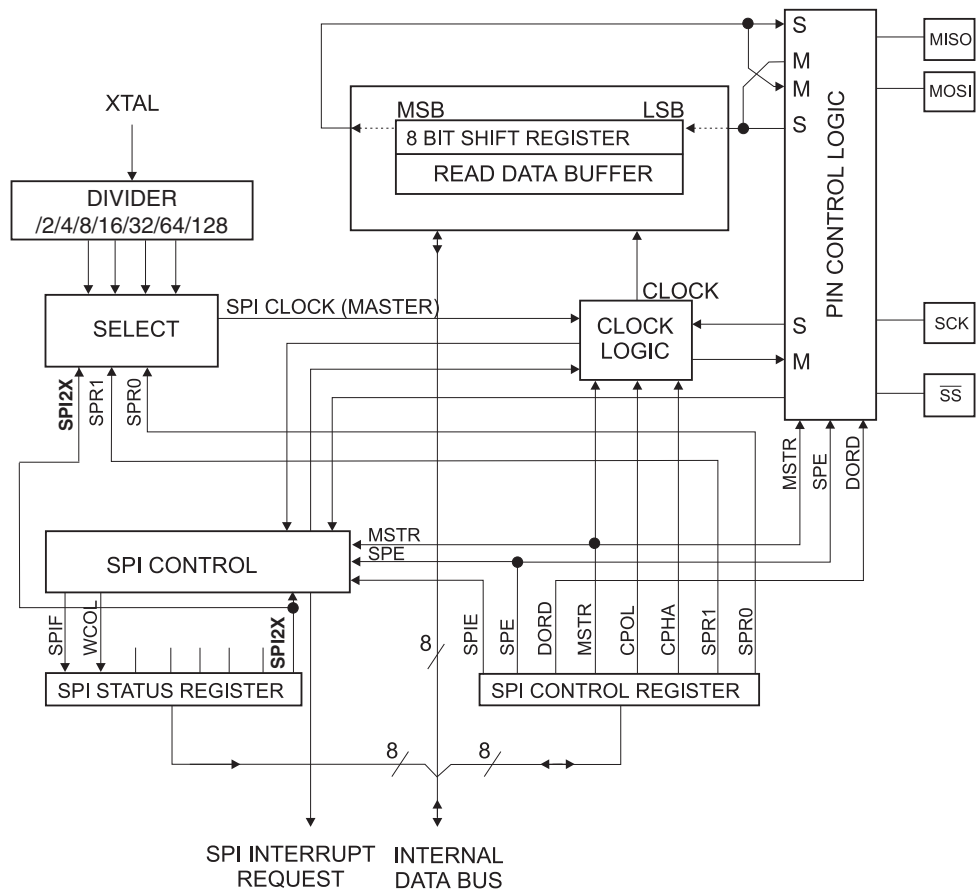 S
M
M
S
MISO
MOSI
PIN CONTROL LOGIC
MSB
LSB
8 BIT SHIFT REGISTER
READ DATA BUFFER
XTAL
DIVIDER
/2/4/8/16/32/64/128
SELECT
SPI CLOCK (MASTER)
CLOCK
CLOCK
LOGIC
S
M
SCK
SS
SPI2X
SPR1
SPR0
MSTR
SPE
DORD
SPI CONTROL
MSTR
SPE
SPIF
WCOL
SPI2X
8
SPIE
SPE
DORD
MSTR
CPOL
CPHA
SPR1
SPR0
SPI STATUS REGISTER
SPI CONTROL REGISTER
8
8
SPI INTERRUPT
REQUEST
INTERNAL
DATA BUS